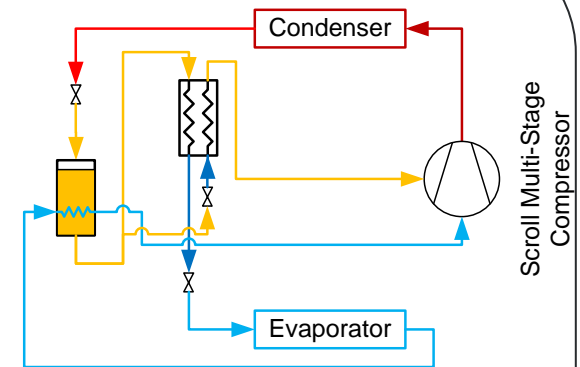 Condenser
Scroll Multi-Stage
Compressor
Evaporator